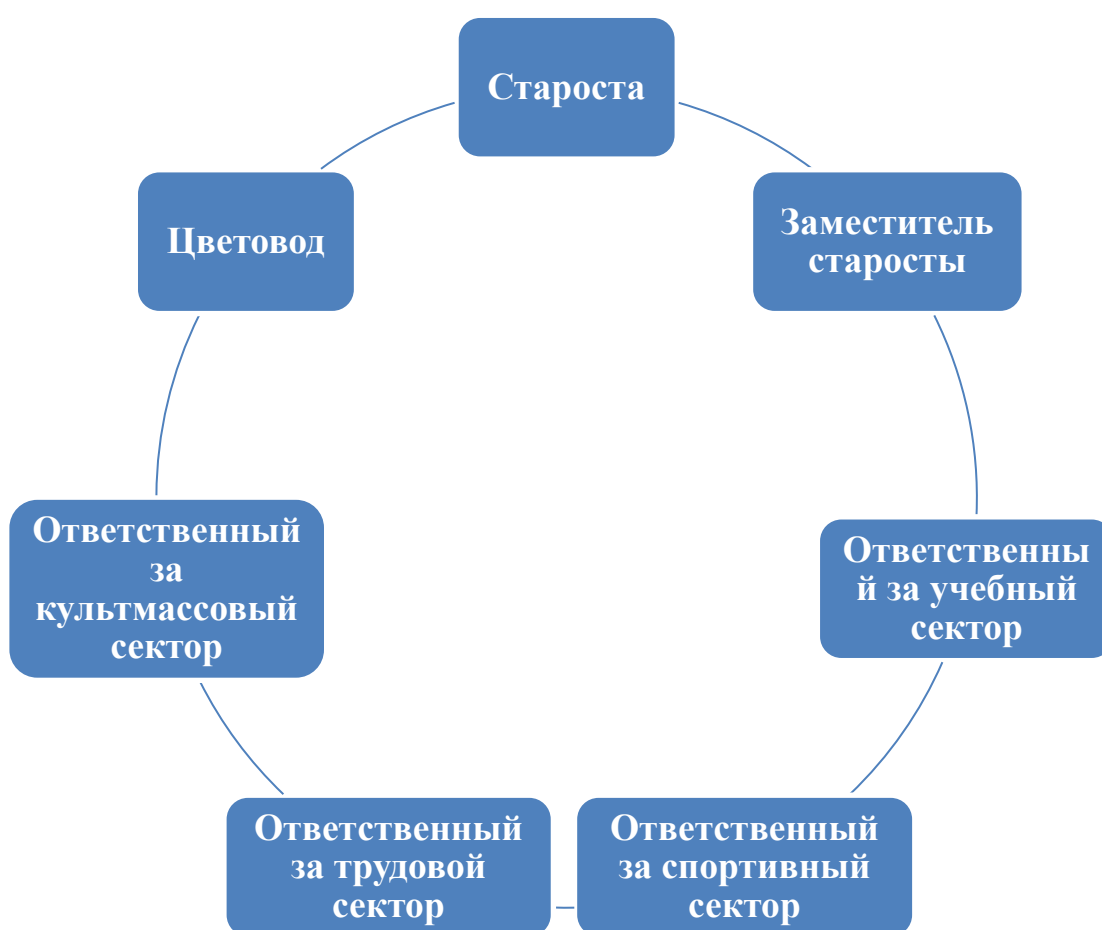 Староста
Заместитель
старосты
Ответственны
й за учебный
сектор
Ответственный
за спортивный
сектор
Ответственный
за трудовой
сектор
Ответственный
за
культмассовый
сектор
Цветовод